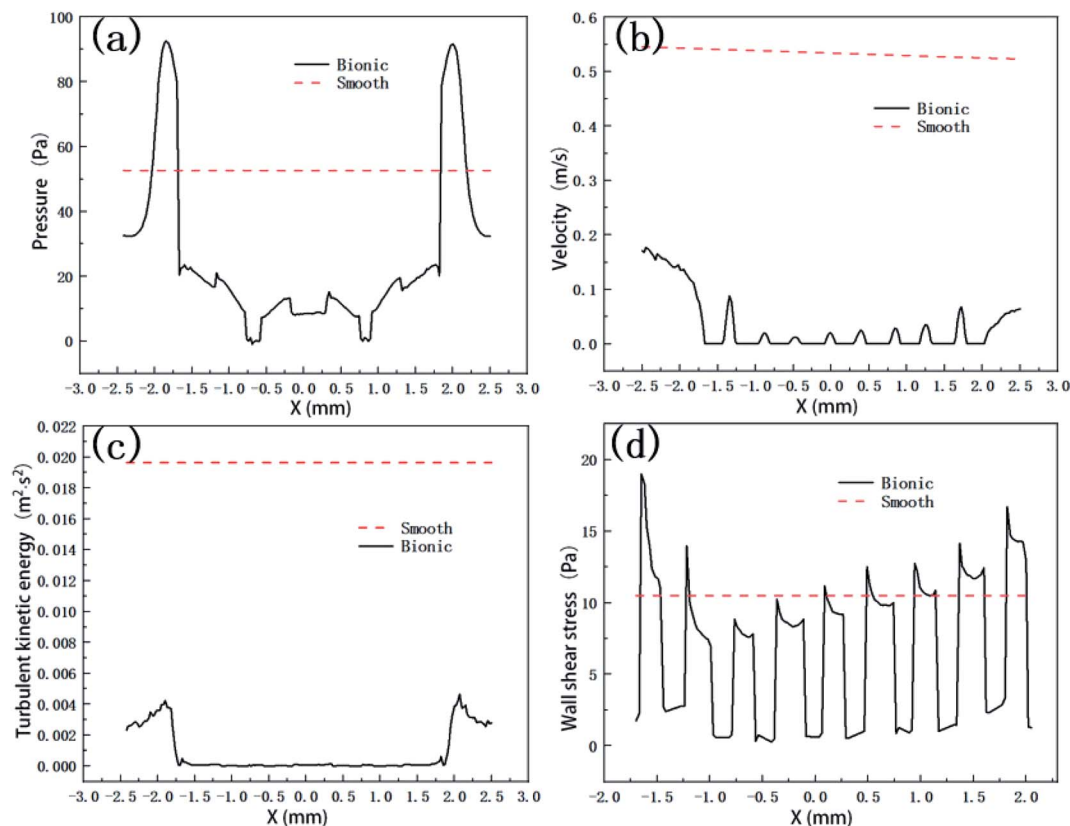 (a)
100
80
60
40
20
0
Pressure (Pa)
Bionic
Smooth
-3.0 -2.5 -2.0 -1.5 -1.0 -0.5 0.0 0.5 1.0 1.5 2.0 2.5 3.0
X (mm)
(b)
0.6
0.5
0.4
0.3
0.2
0.1
0.0
Velocity (m/s)
Bionic
Smooth
-3.0 -2.5 -2.0 -1.5 -1.0 -0.5 0.0 0.5 1.0 1.5 2.0 2.5 3.0
X (mm)
(c)
0.022
0.020
0.018
0.016
0.014
0.012
0.010
0.008
0.006
0.004
0.002
0.000
Turbulent kinetic energy (m²·s²)
Smooth
Bionic
-3.0 -2.5 -2.0 -1.5 -1.0 -0.5 0.0 0.5 1.0 1.5 2.0 2.5 3.0
X (mm)
(d)
20
15
10
5
0
Wall shear stress (Pa)
Bionic
Smooth
-2.0 -1.5 -1.0 -0.5 0.0 0.5 1.0 1.5 2.0
X (mm)